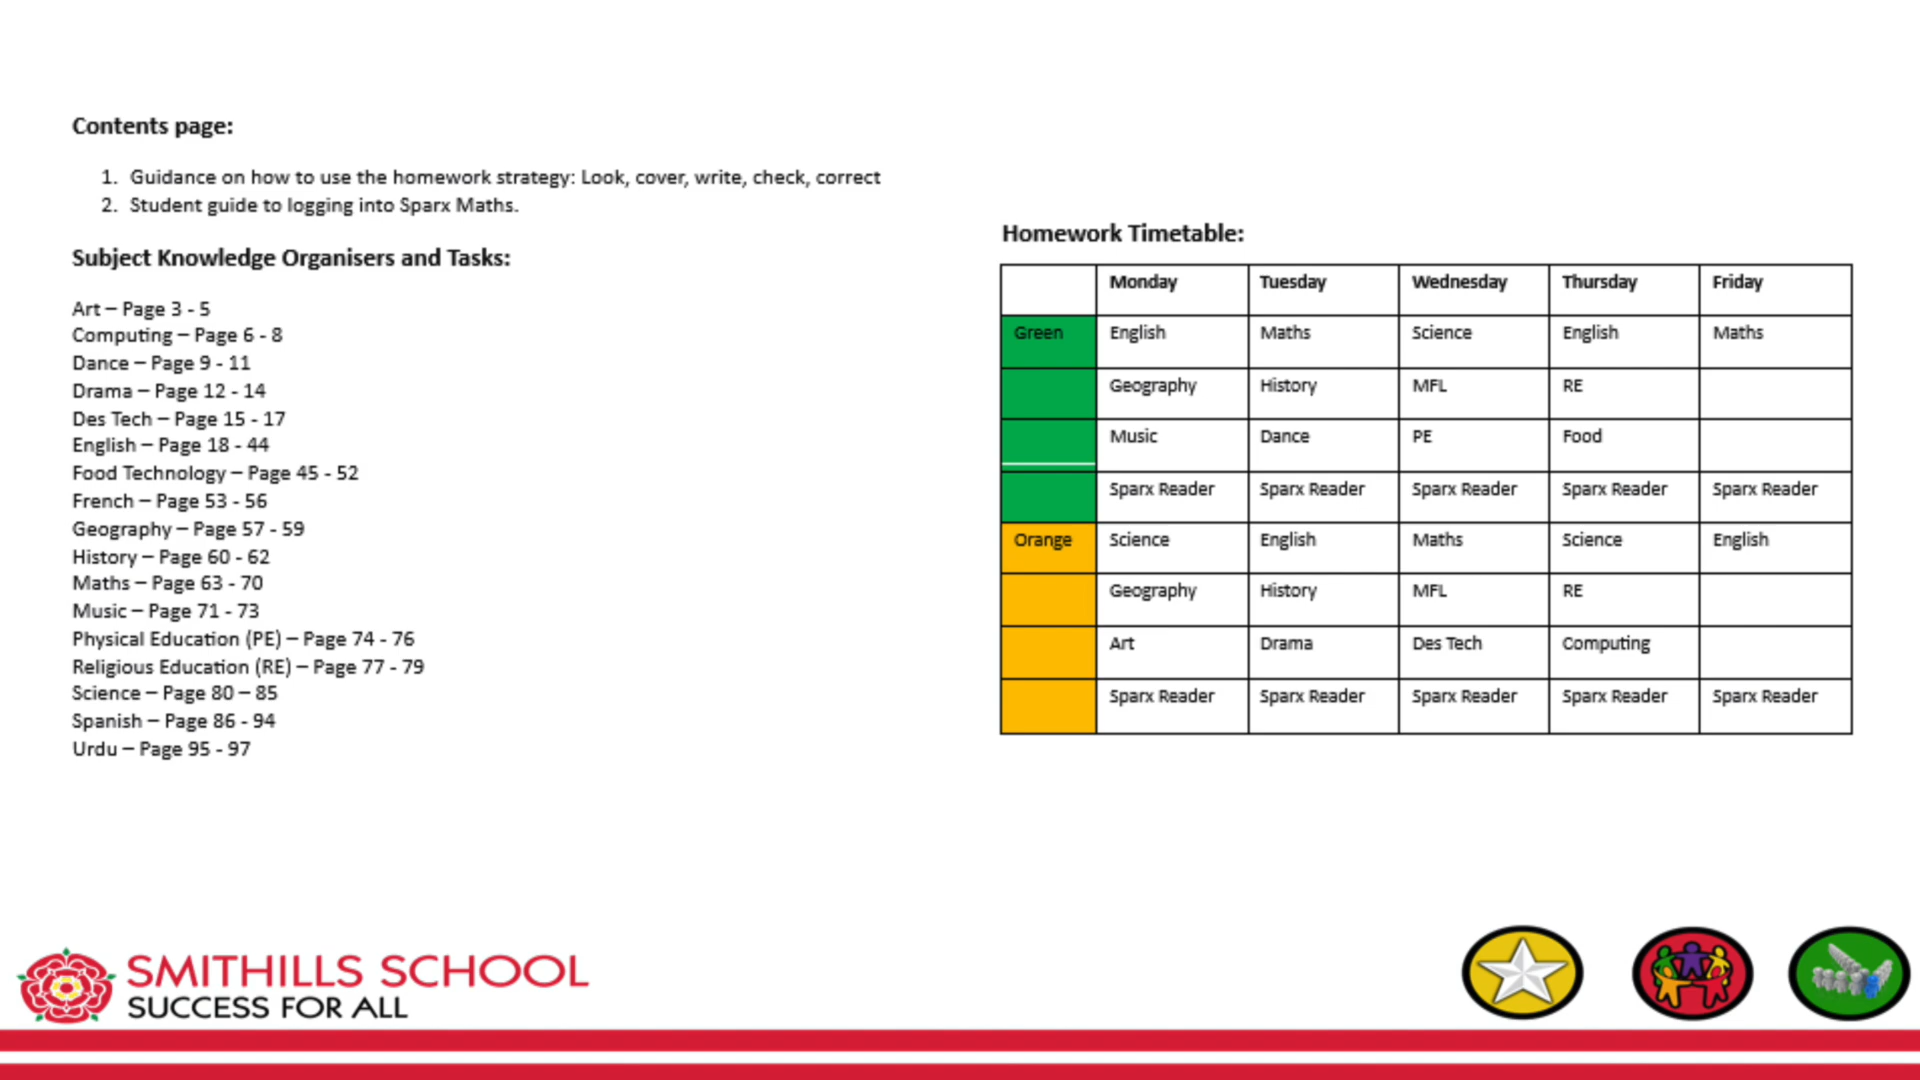 Contents page:
1. Guidance on how to use the homework strategy: Look, cover, write, check, correct
2. Student guide to logging into Sparx Maths.
Subject Knowledge Organisers and Tasks:
Art – Page 3 - 5
Computing – Page 6 - 8
Dance – Page 9 - 11
Drama – Page 12 - 14
Des Tech – Page 15 - 17
English – Page 18 - 44
Food Technology – Page 45 - 52
French – Page 53 - 56
Geography – Page 57 - 59
History – Page 60 - 62
Maths – Page 63 - 70
Music – Page 71 - 73
Physical Education (PE) – Page 74 - 76
Religious Education (RE) – Page 77 - 79
Science – Page 80 – 85
Spanish – Page 86 - 94
Urdu – Page 95 - 97
Homework Timetable:
Monday Tuesday Wednesday Thursday Friday
Green English Maths Science English Maths
Geography History MFL RE
Music Dance PE Food
Sparx Reader Sparx Reader Sparx Reader Sparx Reader Sparx Reader
Orange Science English Maths Science English
Geography History MFL RE
Art Drama Des Tech Computing
Sparx Reader Sparx Reader Sparx Reader Sparx Reader Sparx Reader
SMITHILLS SCHOOL
SUCCESS FOR ALL